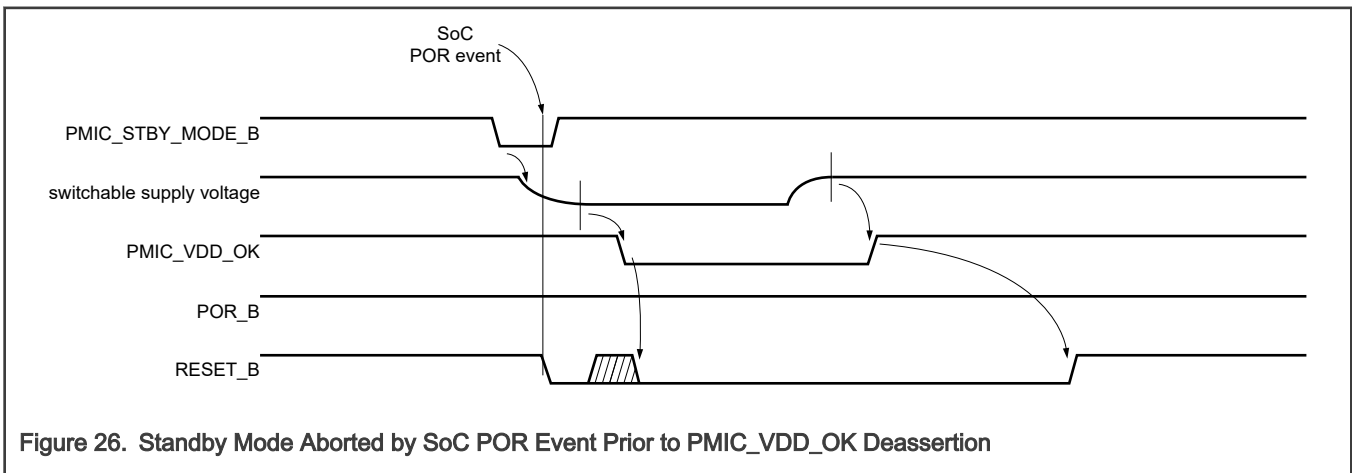 SoC
POR event
PMIC_STBY_MODE_B
switchable supply voltage
PMIC_VDD_OK
POR_B
RESET_B
Figure 26. Standby Mode Aborted by SoC POR Event Prior to PMIC_VDD_OK Deassertion